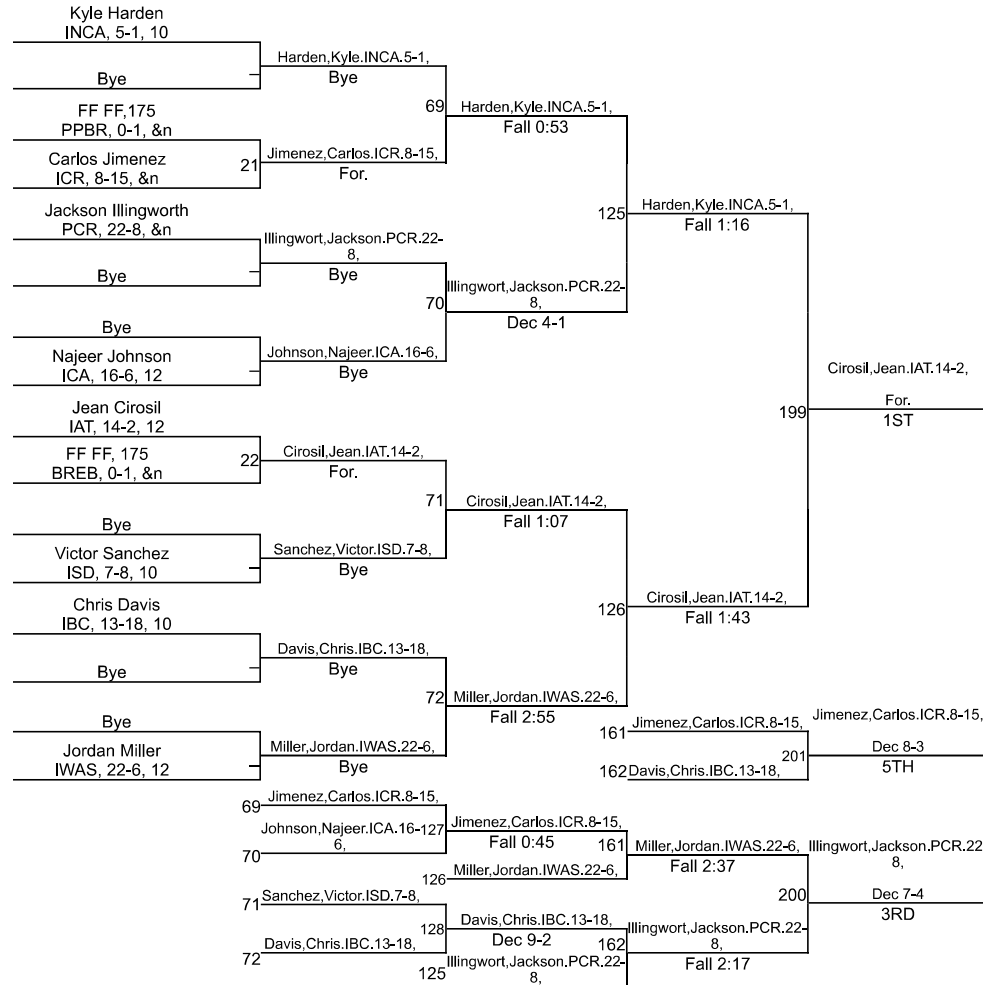 Kyle Harden
INCA, 5-1, 10
Harden,Kyle.INCA.5-1,
Bye
Bye
69
Harden,Kyle.INCA.5-1,
Fall 0:53
FF FF,175
PPBR, 0-1, &n
Carlos Jimenez
ICR, 8-15, &n
21
Jimenez,Carlos.ICR.8-15,
For.
125
Harden,Kyle.INCA.5-1,
Fall 1:16
Jackson Illingworth
PCR, 22-8, &n
Illingwort,Jackson.PCR.22-
8,
Bye
Bye
70
Illingwort,Jackson.PCR.22-
8,
Dec 4-1
Bye
Najeer Johnson
ICA, 16-6, 12
Johnson,Najeer.ICA.16-6,
Bye
199
Cirosil,Jean.IAT.14-2,
For.
1ST
Jean Cirosil
IAT, 14-2, 12
FF FF, 175
BREB, 0-1, &n
22
Cirosil,Jean.IAT.14-2,
For.
71
Cirosil,Jean.IAT.14-2,
Fall 1:07
Bye
Victor Sanchez
ISD, 7-8, 10
Sanchez,Victor.ISD.7-8,
Bye
126
Cirosil,Jean.IAT.14-2,
Fall 1:43
Chris Davis
IBC, 13-18, 10
Davis,Chris.IBC.13-18,
Bye
Bye
72
Miller,Jordan.IWAS.22-6,
Fall 2:55
Bye
Jordan Miller
IWAS, 22-6, 12
Miller,Jordan.IWAS.22-6,
Bye
161
Jimenez,Carlos.ICR.8-15,
162
Davis,Chris.IBC.13-18,
201
Jimenez,Carlos.ICR.8-15,
Dec 8-3
5TH
69
Jimenez,Carlos.ICR.8-15,
Johnson,Najeer.ICA.16-
6,
70
127
Jimenez,Carlos.ICR.8-15,
Fall 0:45
126
Miller,Jordan.IWAS.22-6,
161
Miller,Jordan.IWAS.22-6,
Fall 2:37
71
Sanchez,Victor.ISD.7-8,
72
Davis,Chris.IBC.13-18,
128
Davis,Chris.IBC.13-18,
Dec 9-2
125
Illingwort,Jackson.PCR.22-
8,
162
Illingwort,Jackson.PCR.22-
8,
Fall 2:17
200
Illingwort,Jackson.PCR.22
8,
Dec 7-4
3RD